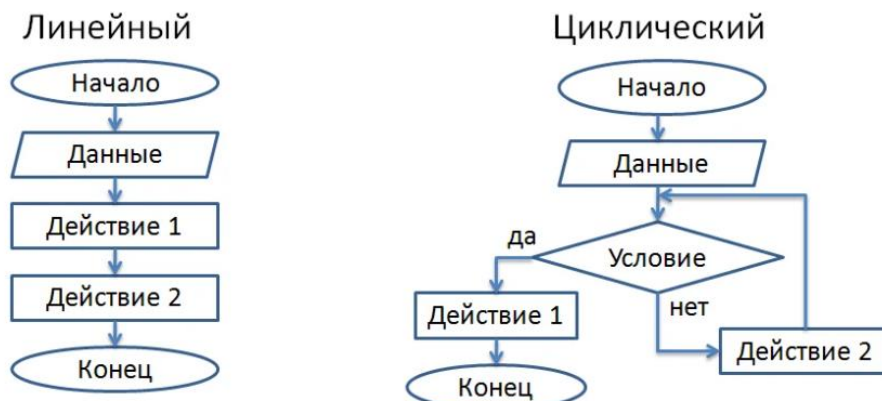 Линейный
Начало
Данные
Действие 1
Действие 2
Конец
Циклический
Начало
Данные
Условие
да
нет
Действие 1
Действие 2
Конец